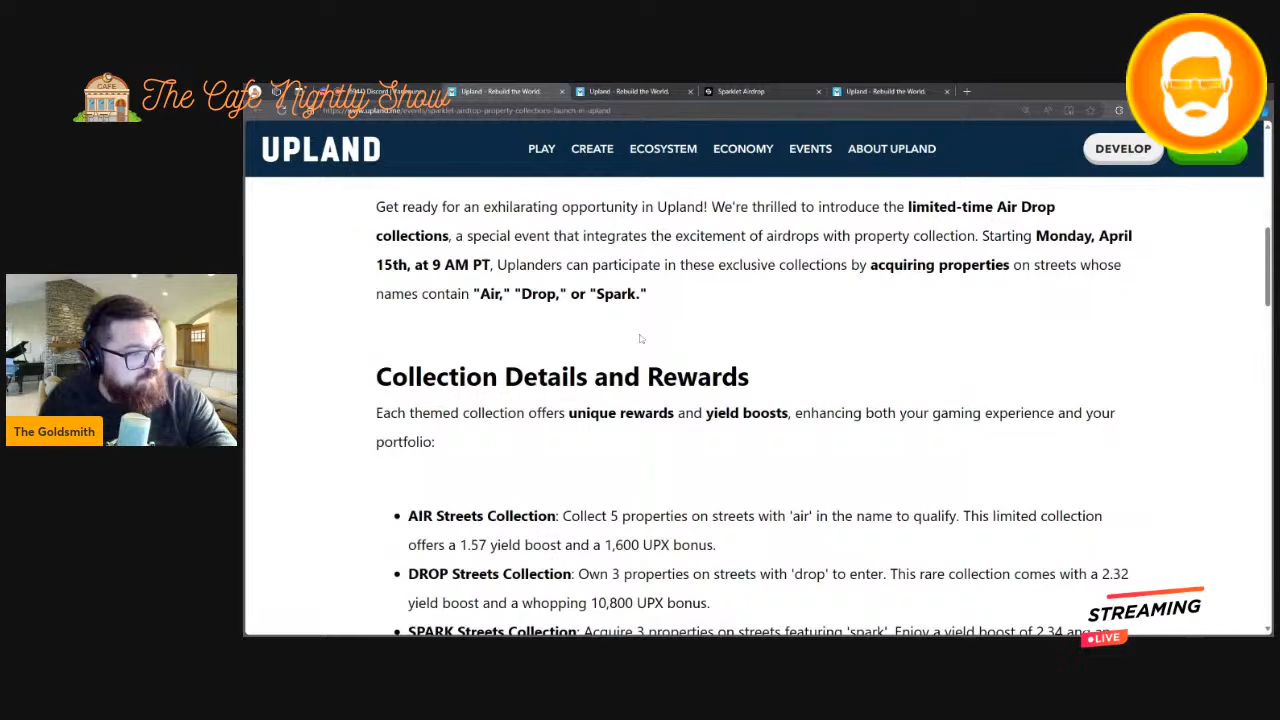 The Cafe Nightly Show
CAFE
Upland - Rebuild the World.
Upland - Rebuild the World.
Sparklet Airdrop
Upland - Rebuild the World.
UPLAND
PLAY
CREATE
ECOSYSTEM
ECONOMY
EVENTS
ABOUT UPLAND
DEVELOP
Get ready for an exhilarating opportunity in Upland! We're thrilled to introduce the limited-time Air Drop
collections, a special event that integrates the excitement of airdrops with property collection. Starting Monday, April
15th, at 9 AM PT, Uplanders can participate in these exclusive collections by acquiring properties on streets whose
names contain "Air," "Drop," or "Spark."
Collection Details and Rewards
Each themed collection offers unique rewards and yield boosts, enhancing both your gaming experience and your
portfolio:
• AIR Streets Collection: Collect 5 properties on streets with 'air' in the name to qualify. This limited collection
offers a 1.57 yield boost and a 1,600 UPX bonus.
• DROP Streets Collection: Own 3 properties on streets with 'drop' to enter. This rare collection comes with a 2.32
yield boost and a whopping 10,800 UPX bonus.
• SPARK Streets Collection: Acquire 3 properties on streets featuring 'spark'. Enjoy a yield boost of 2.34 and an
The Goldsmith
STREAMING
LIVE